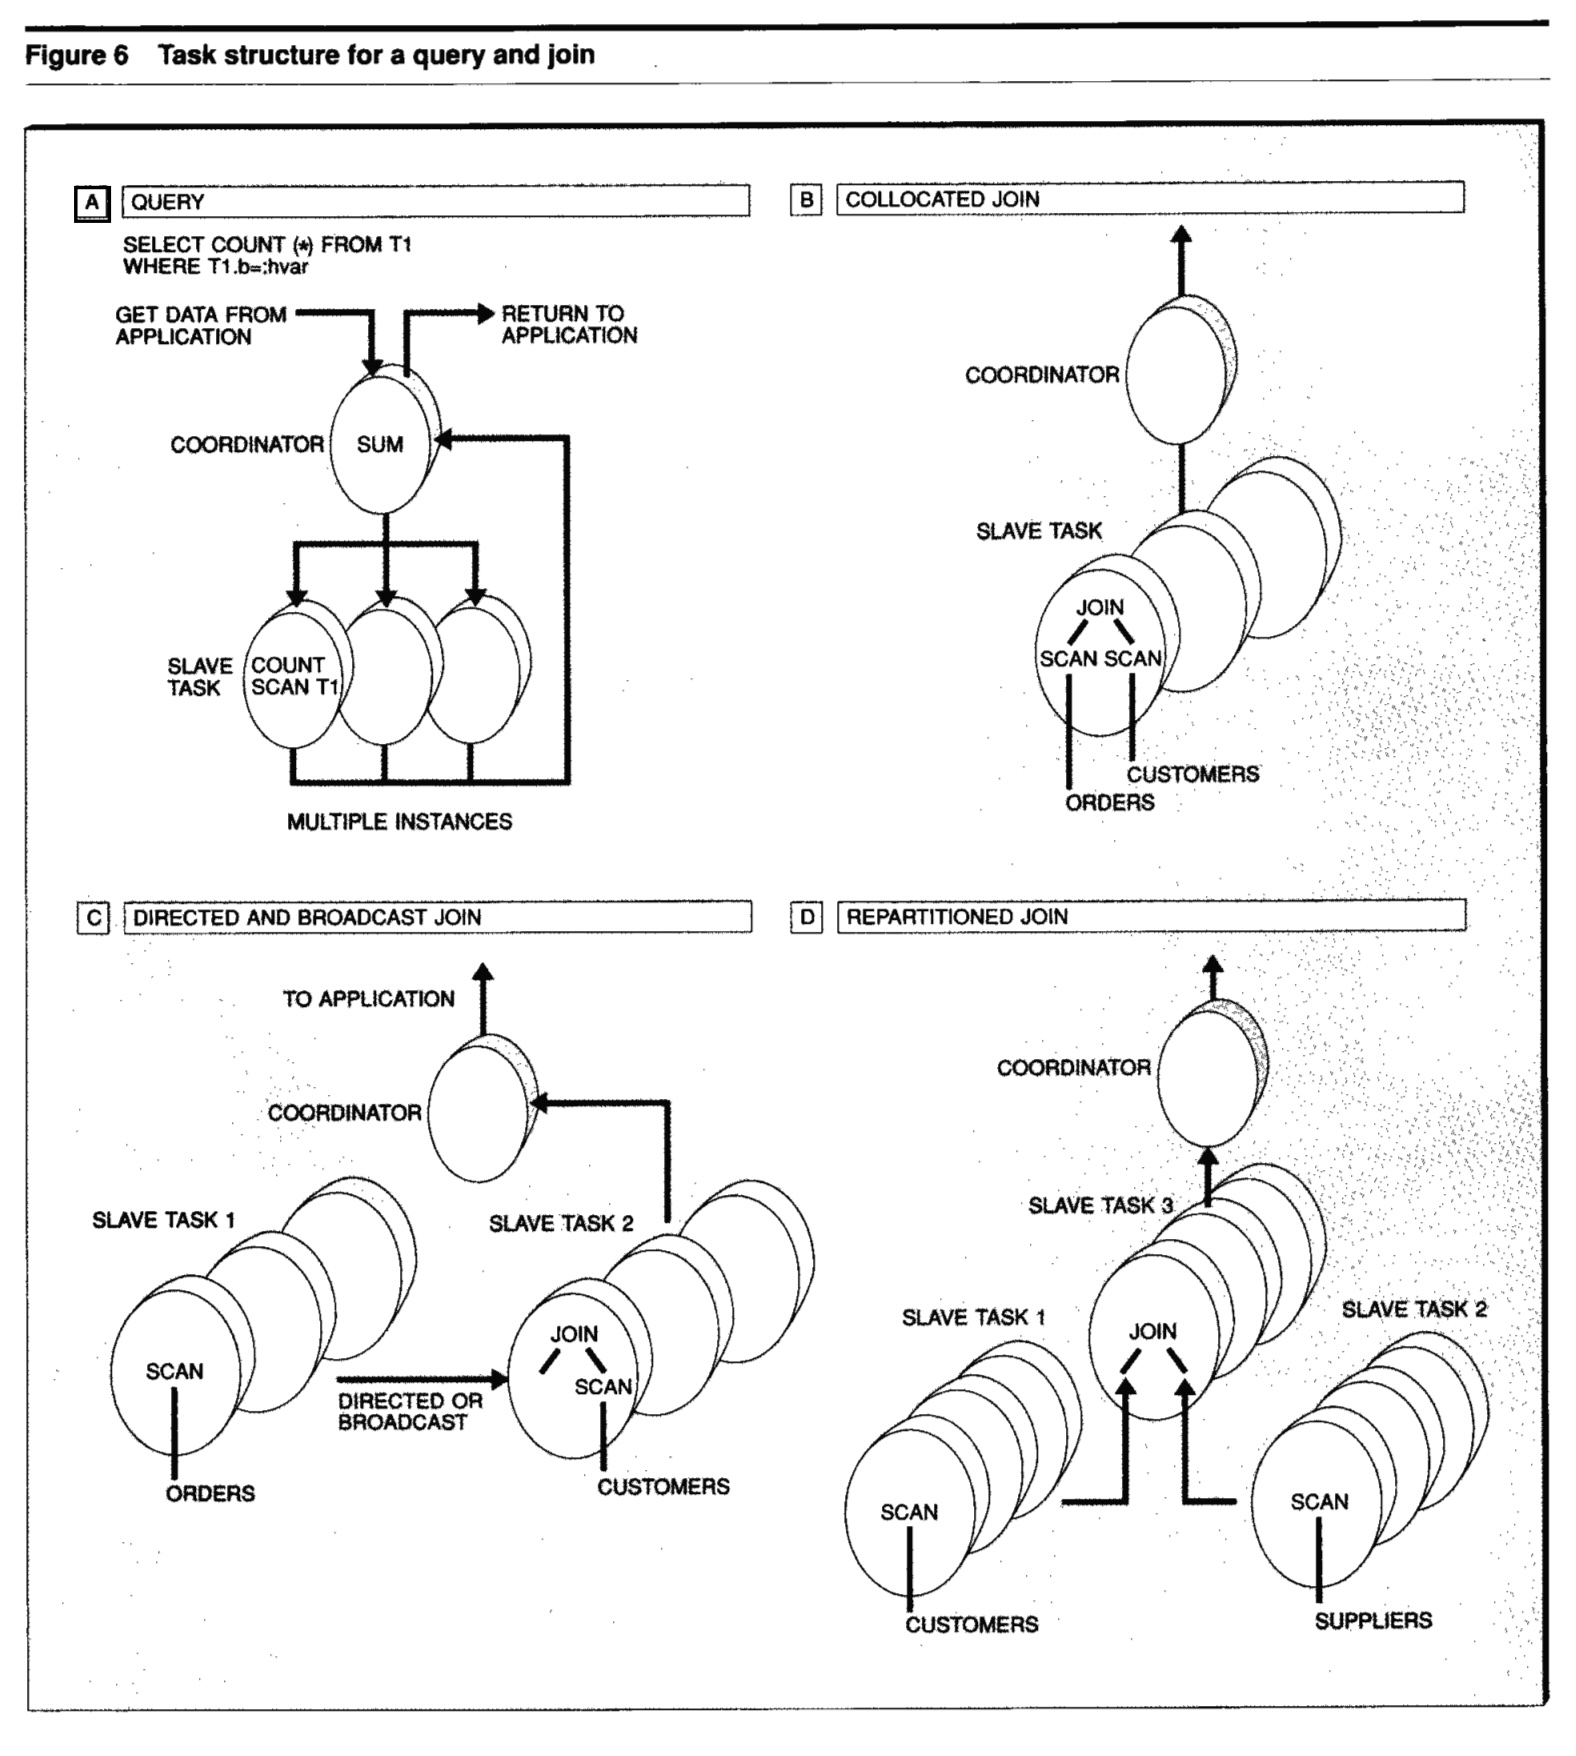 Figure 6 Task structure for a query and join
A QUERY
SELECT COUNT (*) FROM T1
WHERE T1.b=:hvar
GET DATA FROM
APPLICATION
RETURN TO
APPLICATION
COORDINATOR
SUM
SLAVE
TASK
COUNT
SCAN T1
MULTIPLE INSTANCES
B COLLOCATED JOIN
COORDINATOR
SLAVE TASK
JOIN
SCAN SCAN
CUSTOMERS
ORDERS
C DIRECTED AND BROADCAST JOIN
TO APPLICATION
COORDINATOR
SLAVE TASK 1
SLAVE TASK 2
SCAN
JOIN
SCAN
DIRECTED OR
BROADCAST
ORDERS
CUSTOMERS
D REPARTITIONED JOIN
COORDINATOR
SLAVE TASK 3
SLAVE TASK 1
SLAVE TASK 2
JOIN
SCAN
SCAN
CUSTOMERS
SUPPLIERS